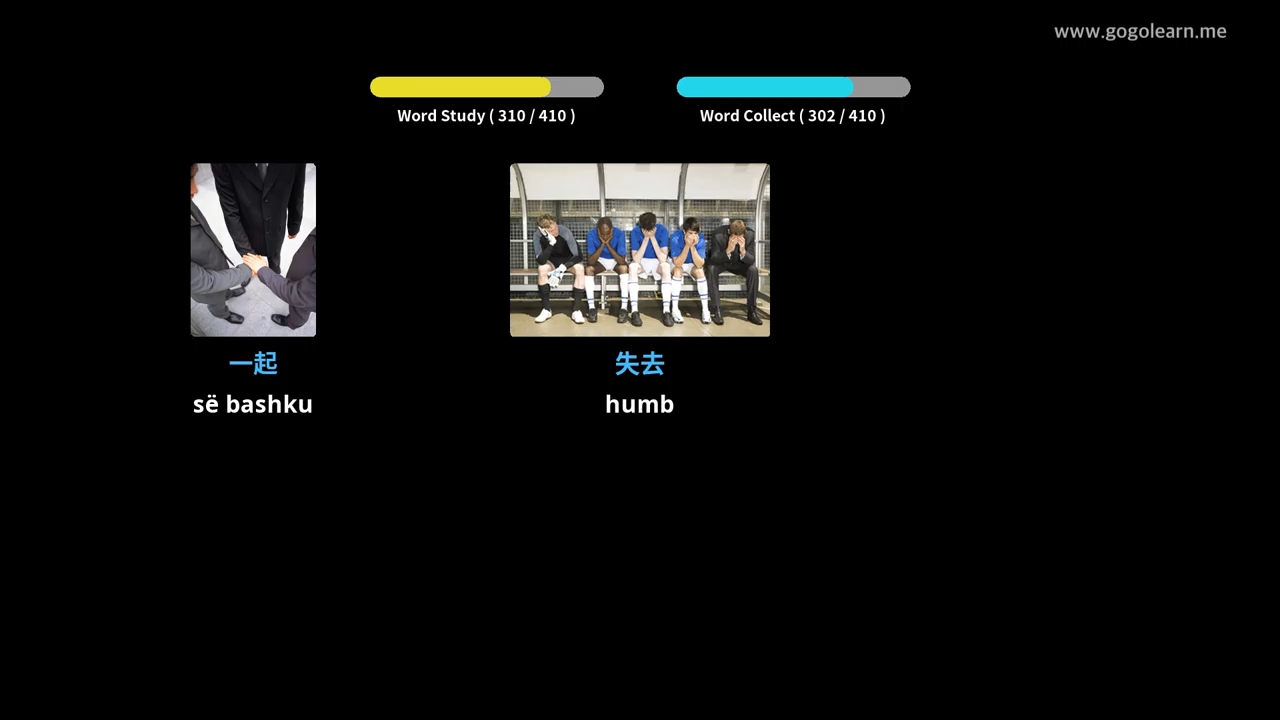 www.gogolearn.me
Word Study ( 310 / 410 )
Word Collect ( 302 / 410 )
一起
失去
së bashku
humb